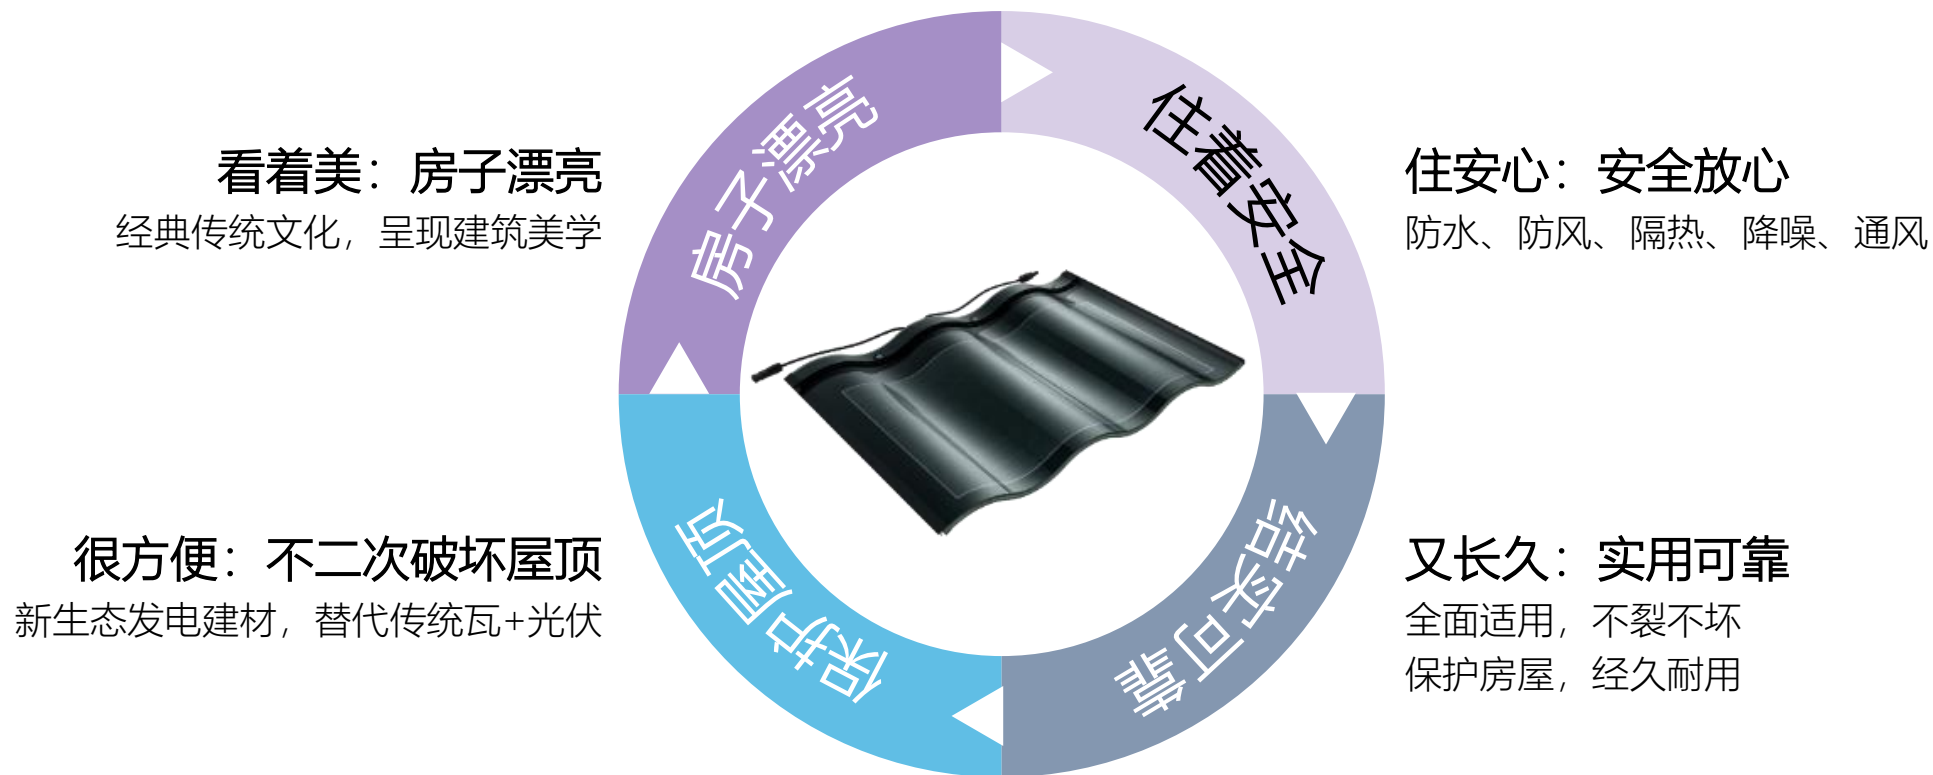 房子漂亮
住着安全
看着美：房子漂亮
经典传统文化，呈现建筑美学
住安心：安全放心
防水、防风、隔热、降噪、通风
保护屋顶
结实可靠
很方便：不二次破坏屋顶
新生态发电建材，替代传统瓦+光伏
又长久：实用可靠
全面适用，不裂不坏
保护房屋，经久耐用